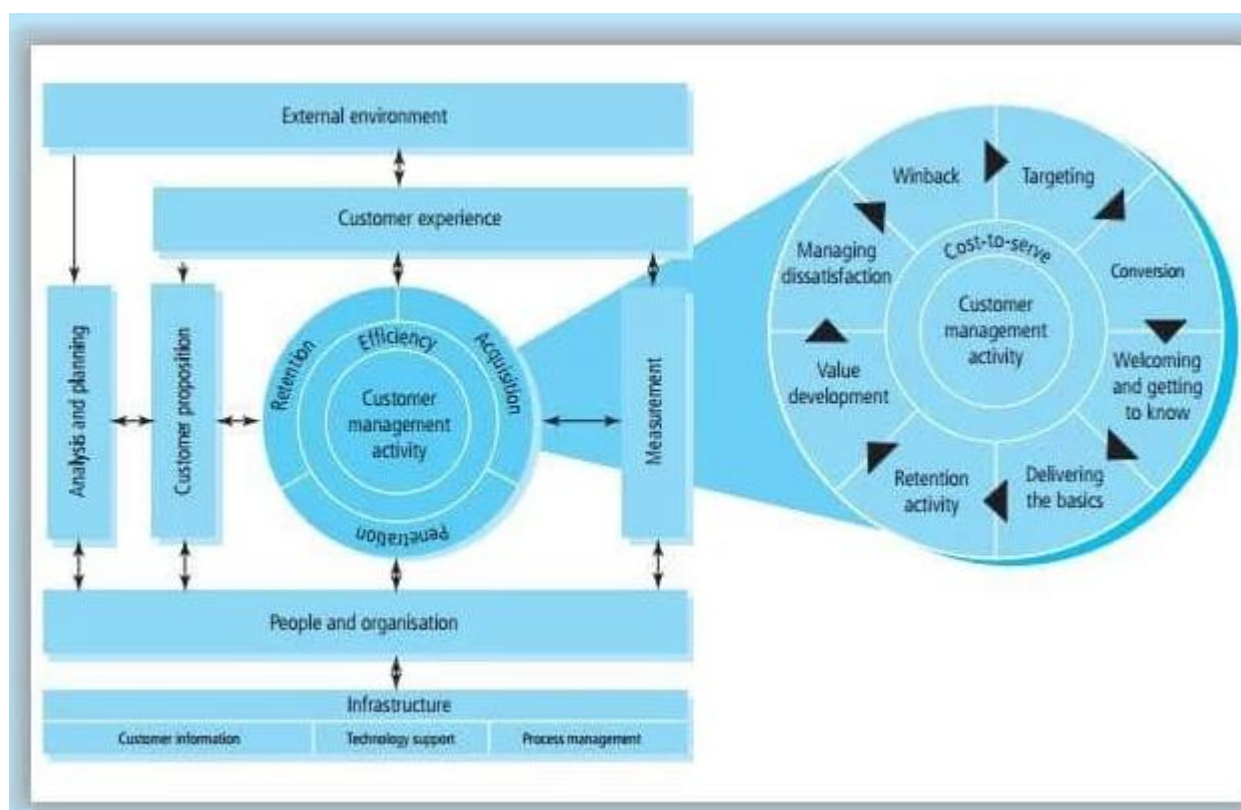 External environment
Customer experience
Analysis and planning
Customer proposition
Retention
Efficiency
Acquisition
Customer
management
activity
Penetration
Measurement
People and organisation
Infrastructure
Customer information
Technology support
Process management
Winback
Targeting
Cost-to-serve
Managing
dissatisfaction
Conversion
Customer
management
activity
Value
development
Welcoming
and getting
to know
Retention
activity
Delivering
the basics